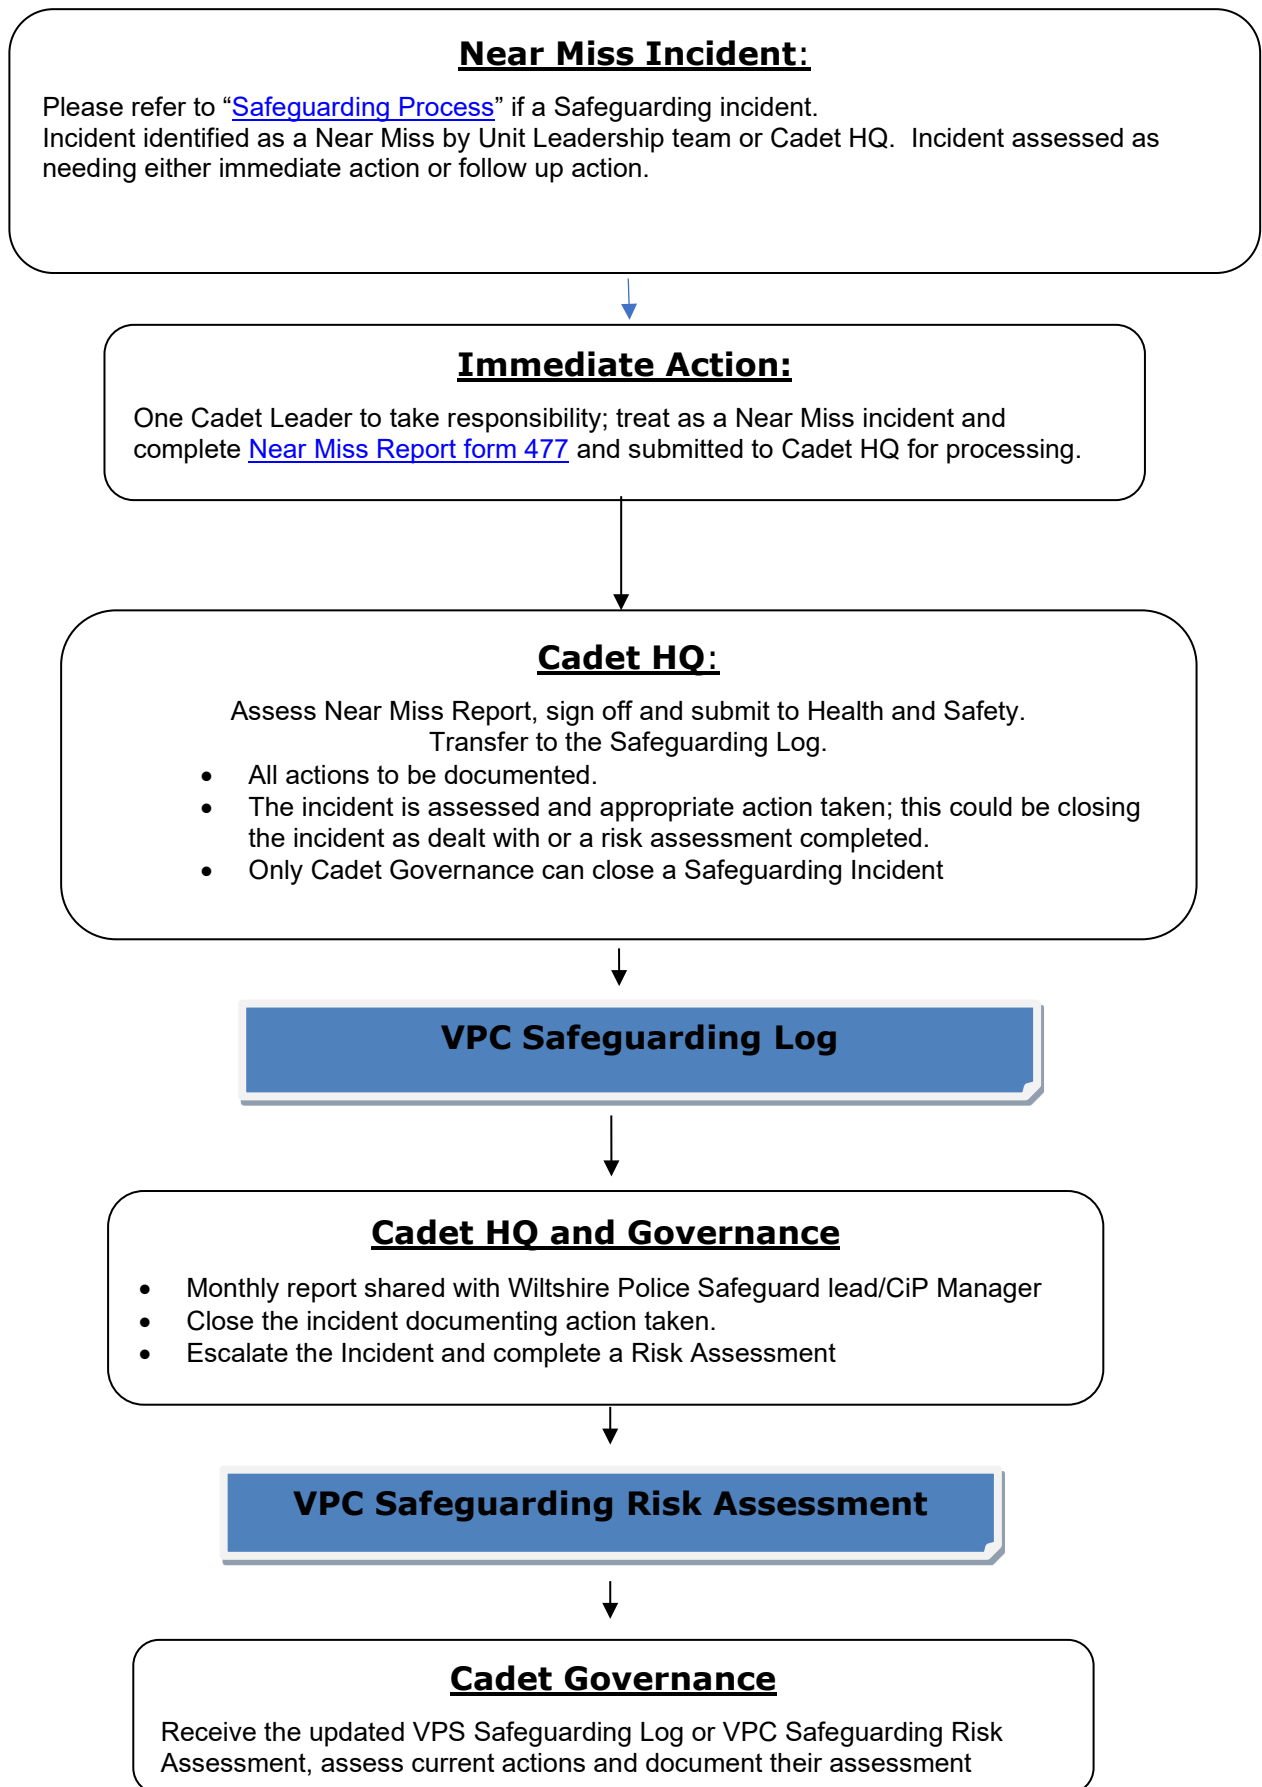 Near Miss Incident:
Please refer to “Safeguarding Process” if a Safeguarding incident.
Incident identified as a Near Miss by Unit Leadership team or Cadet HQ.  Incident assessed as
needing either immediate action or follow up action.
Immediate Action:
One Cadet Leader to take responsibility; treat as a Near Miss incident and
complete Near Miss Report form 477 and submitted to Cadet HQ for processing.
Cadet HQ:
Assess Near Miss Report, sign off and submit to Health and Safety.
Transfer to the Safeguarding Log.
• All actions to be documented.
• The incident is assessed and appropriate action taken; this could be closing
the incident as dealt with or a risk assessment completed.
• Only Cadet Governance can close a Safeguarding Incident
VPC Safeguarding Log
Cadet HQ and Governance
• Monthly report shared with Wiltshire Police Safeguard lead/CiP Manager
• Close the incident documenting action taken.
• Escalate the Incident and complete a Risk Assessment
VPC Safeguarding Risk Assessment
Cadet Governance
Receive the updated VPS Safeguarding Log or VPC Safeguarding Risk
Assessment, assess current actions and document their assessment